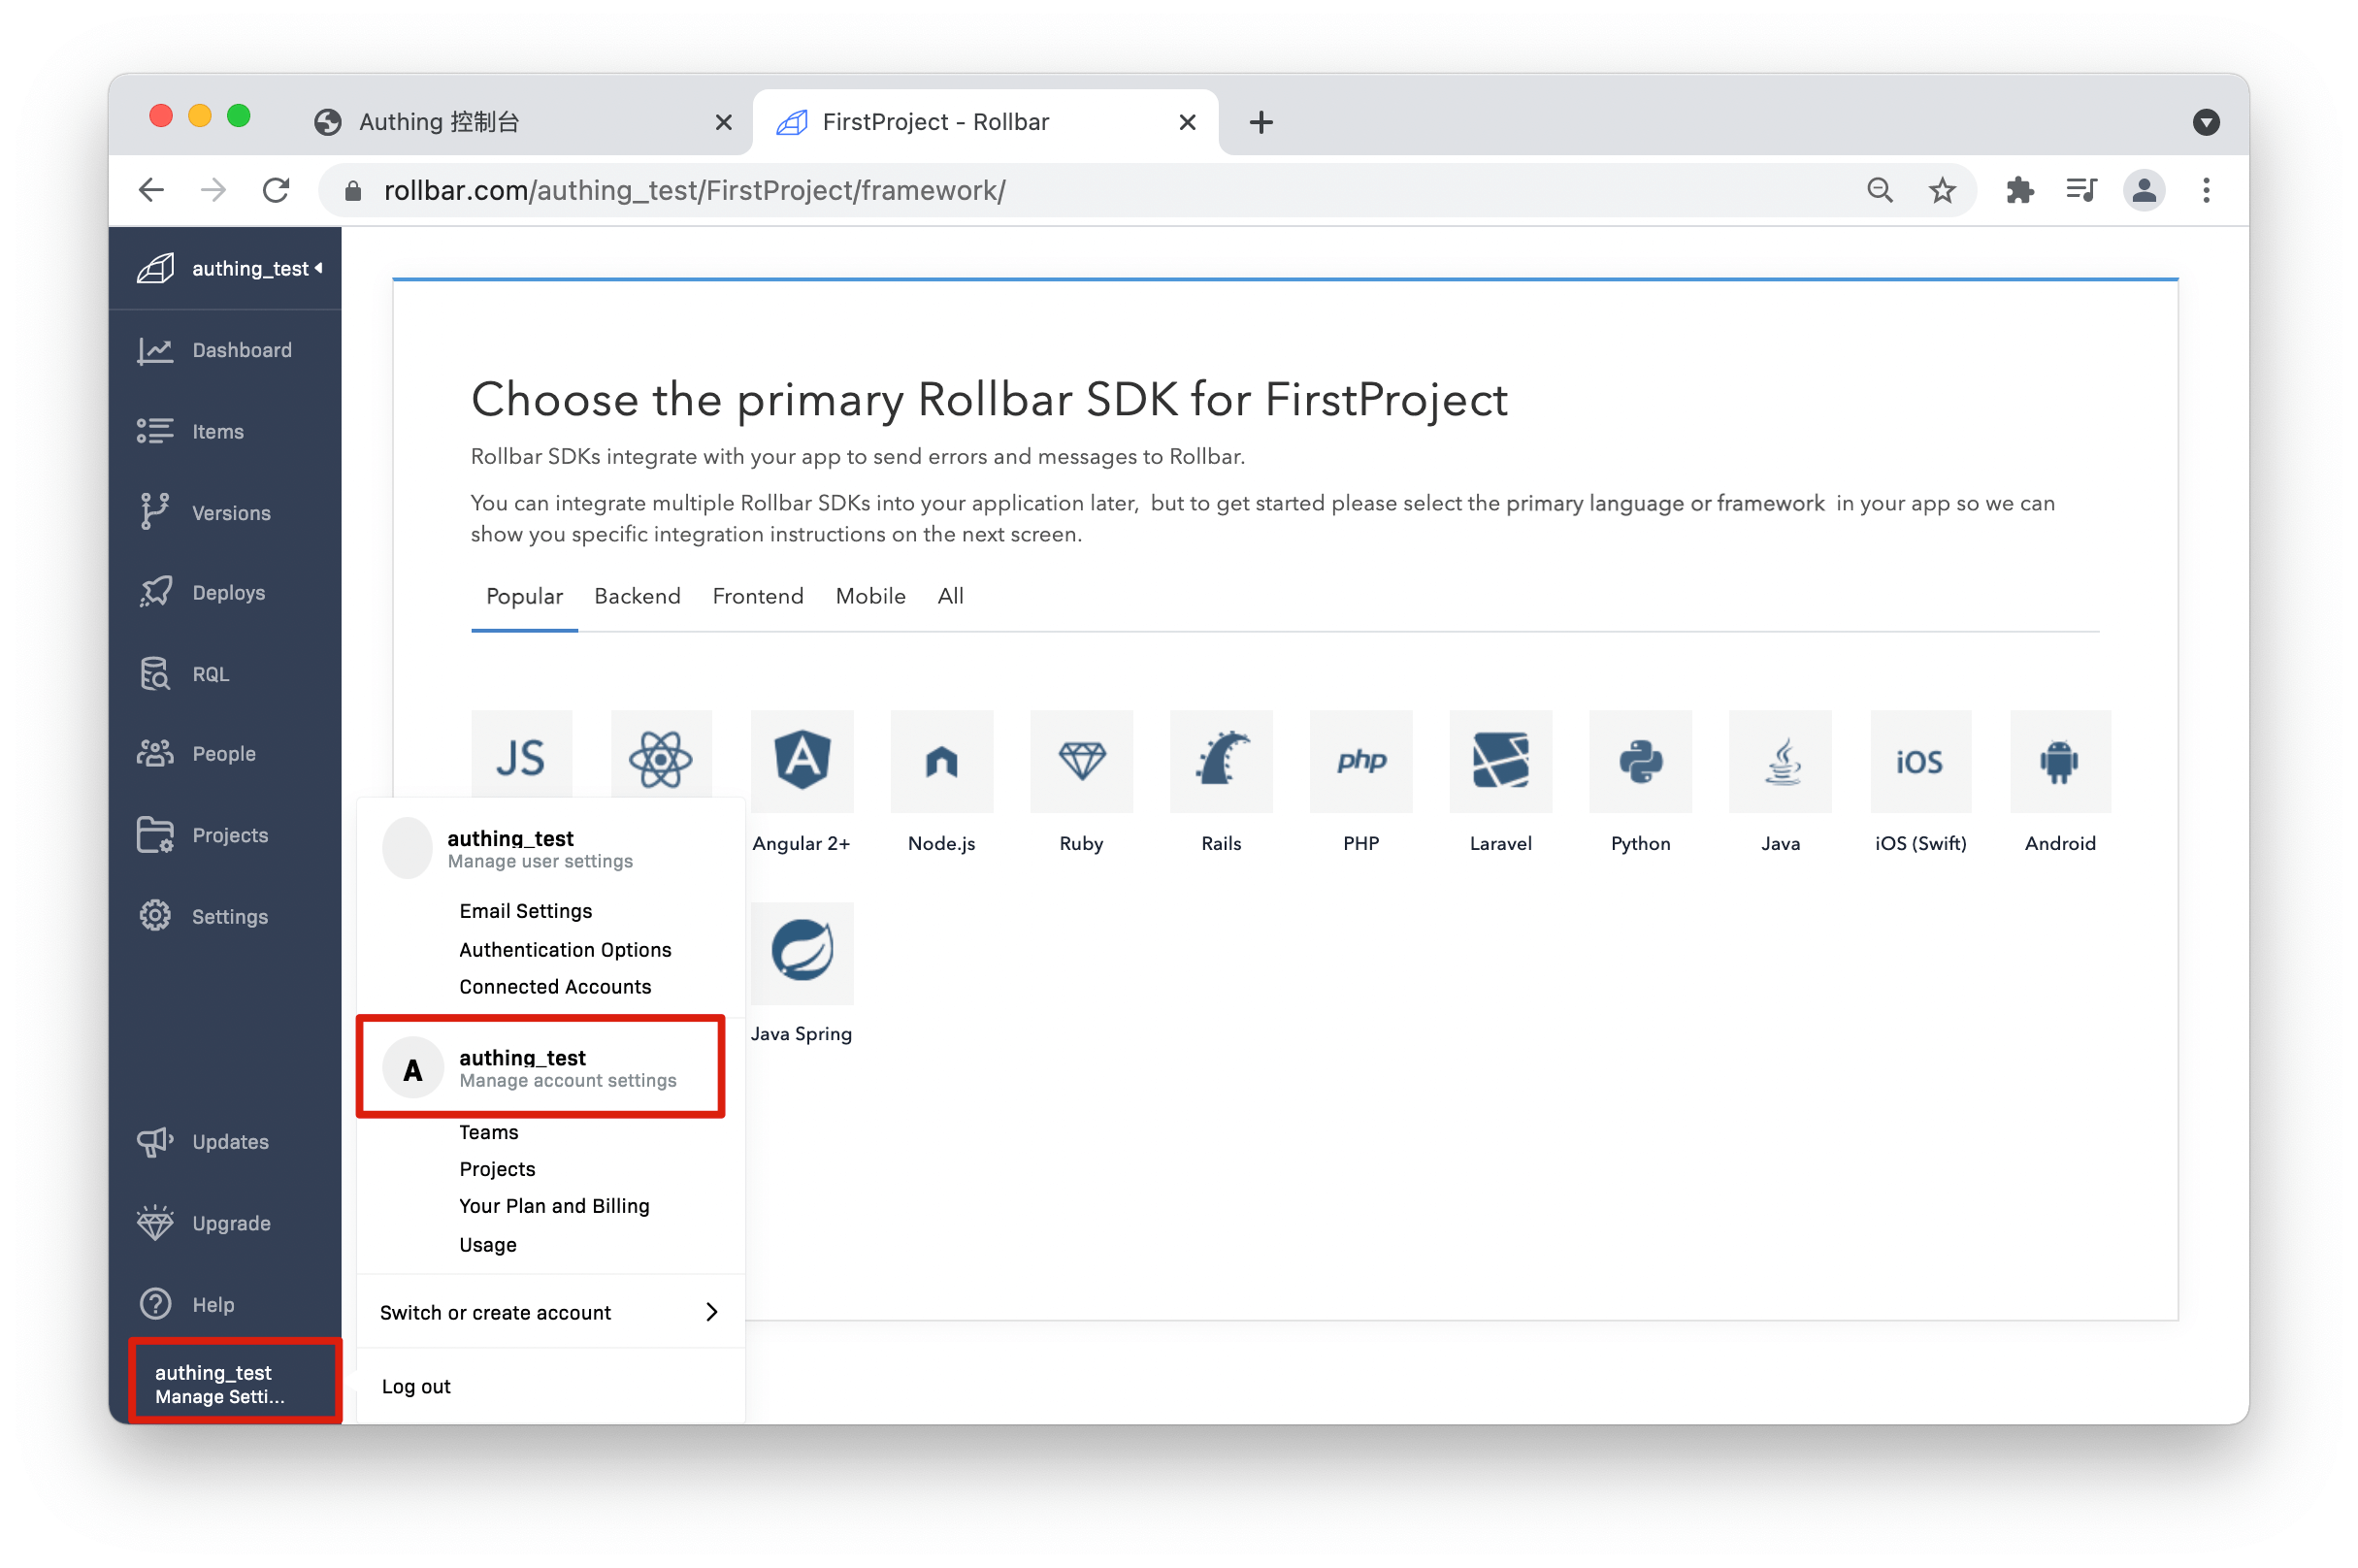 Authing 控制台
FirstProject - Rollbar
rollbar.com/authing_test/FirstProject/framework/
authing_test
Dashboard
Items
Versions
Deploys
RQL
People
Projects
Settings
Updates
Upgrade
Help
authing_test
Manage Setti...
Choose the primary Rollbar SDK for FirstProject
Rollbar SDKs integrate with your app to send errors and messages to Rollbar.
You can integrate multiple Rollbar SDKs into your application later, but to get started please select the primary language or framework in your app so we can
show you specific integration instructions on the next screen.
Popular Backend Frontend Mobile All
JS
A
php
iOS
Angular 2+ Node.js Ruby Rails PHP Laravel Python Java iOS (Swift) Android
Java Spring
authing_test
Manage user settings
Email Settings
Authentication Options
Connected Accounts
A
authing_test
Manage account settings
Teams
Projects
Your Plan and Billing
Usage
Switch or create account
Log out